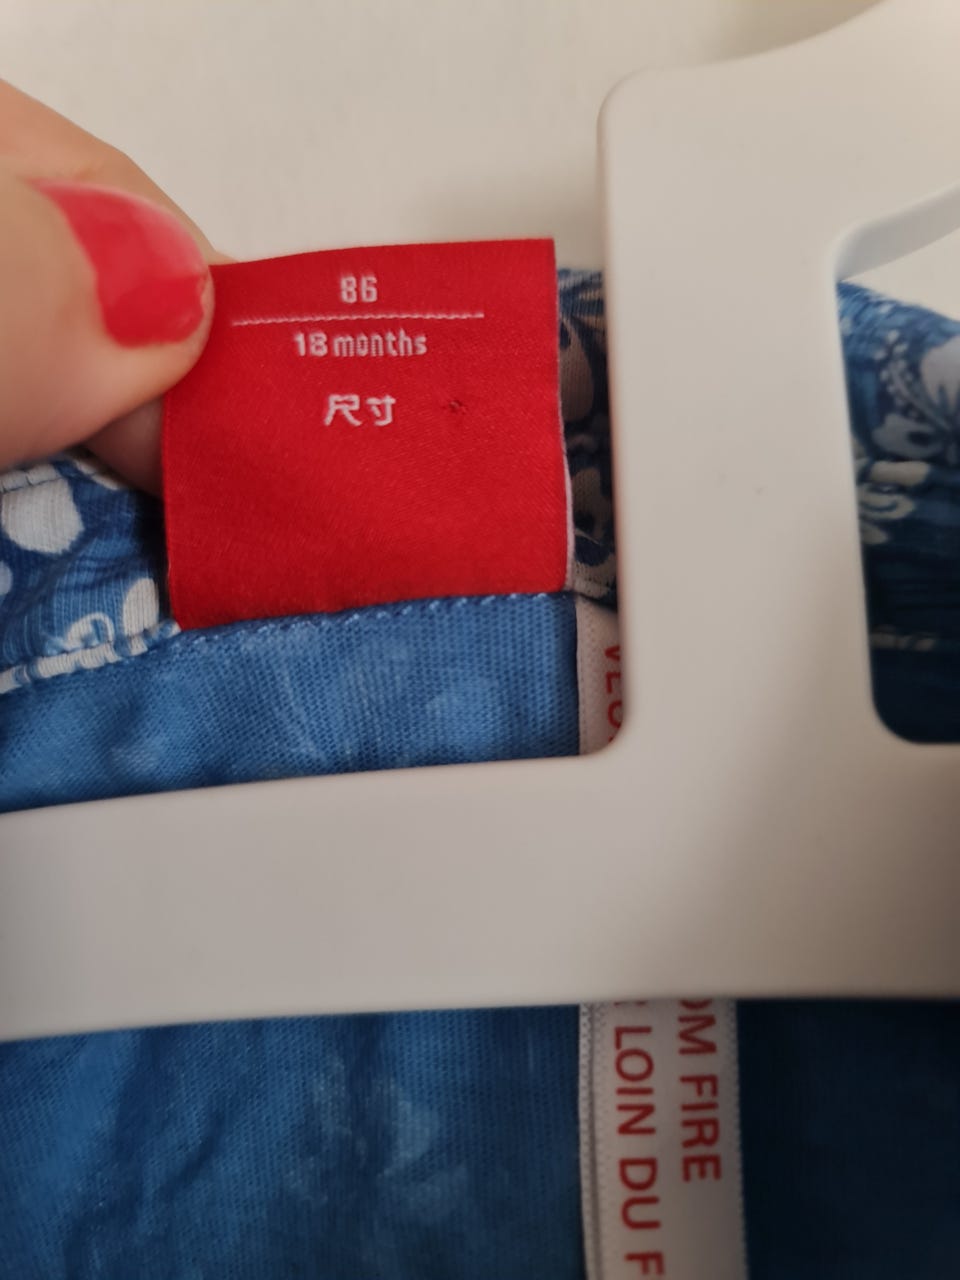 86
18 months
尺寸
OM FIRE
LOIN DU F